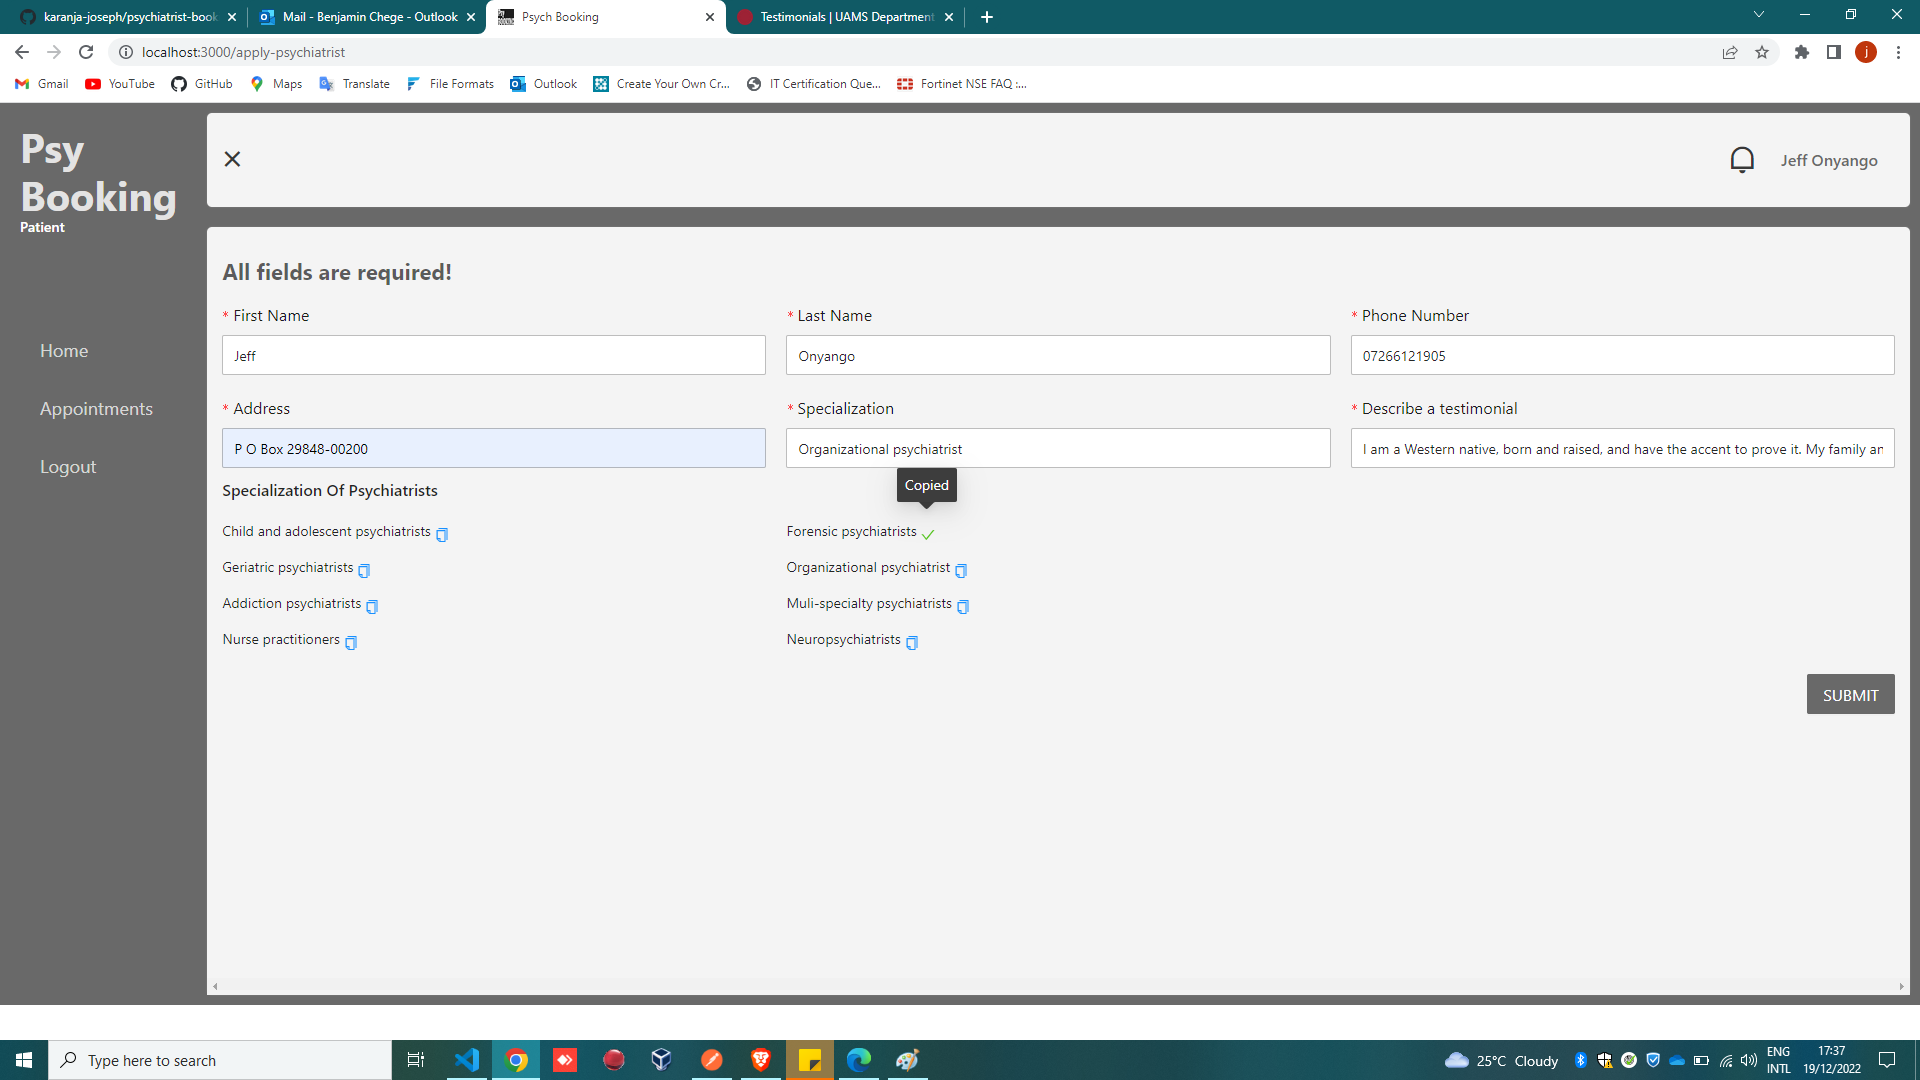 karanja-joseph/psychiatrist-book
Mail - Benjamin Chege - Outlook
Psych Booking
Testimonials | UAMS Department
localhost:3000/apply-psychiatrist
j
Gmail
YouTube
GitHub
Maps
Translate
File Formats
Outlook
Create Your Own Cr...
IT Certification Que...
Fortinet NSE FAQ :...
Psy
Booking
Patient
Jeff Onyango
Home
Appointments
Logout
All fields are required!
* First Name
* Last Name
* Phone Number
Jeff
Onyango
07266121905
* Address
* Specialization
* Describe a testimonial
P O Box 29848-00200
Organizational psychiatrist
I am a Western native, born and raised, and have the accent to prove it. My family an
Specialization Of Psychiatrists
Copied
Child and adolescent psychiatrists
Forensic psychiatrists
Geriatric psychiatrists
Organizational psychiatrist
Addiction psychiatrists
Muli-specialty psychiatrists
Nurse practitioners
Neuropsychiatrists
SUBMIT
Type here to search
25°C Cloudy
ENG
INTL
17:37
19/12/2022